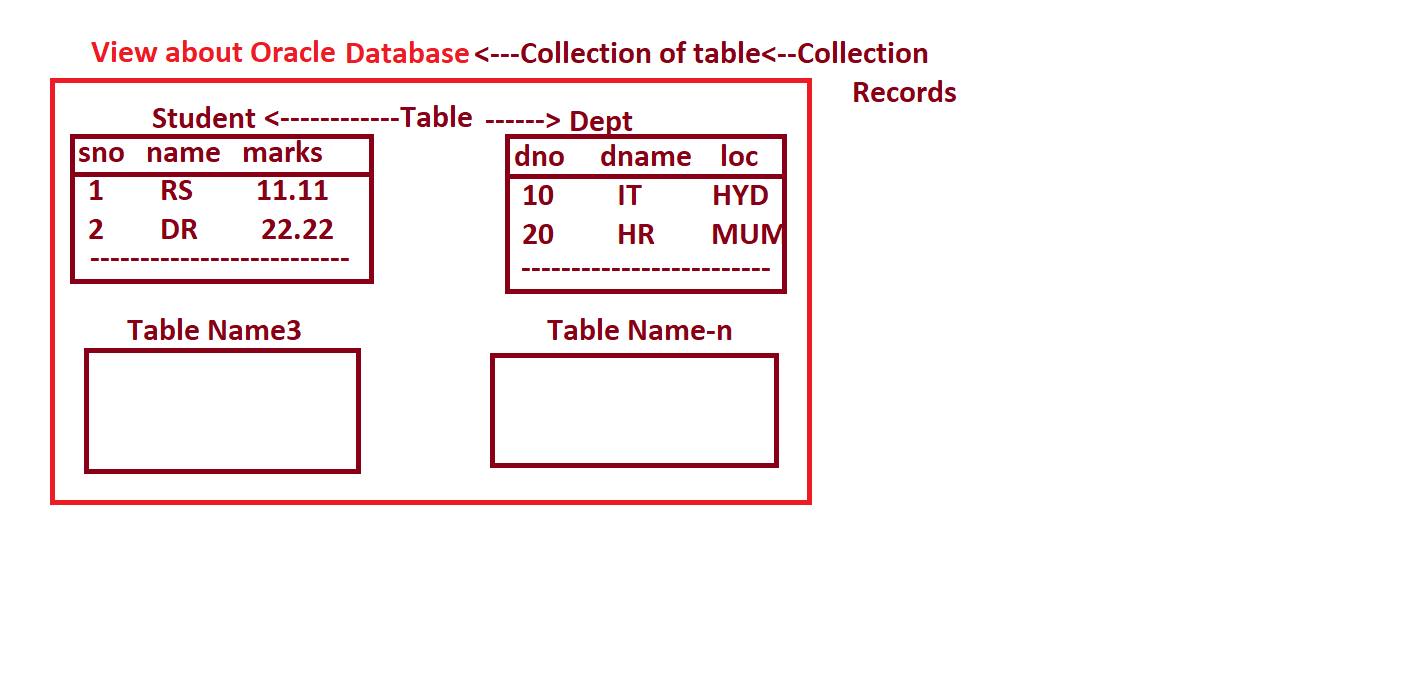 View about Oracle Database<---Collection of table<--Collection
Records
Student <------------Table ------> Dept
sno name marks
1 RS 11.11
2 DR 22.22
--------------------------
dno dname loc
10 IT HYD
20 HR MUM
-------------------------
Table Name3
Table Name-n